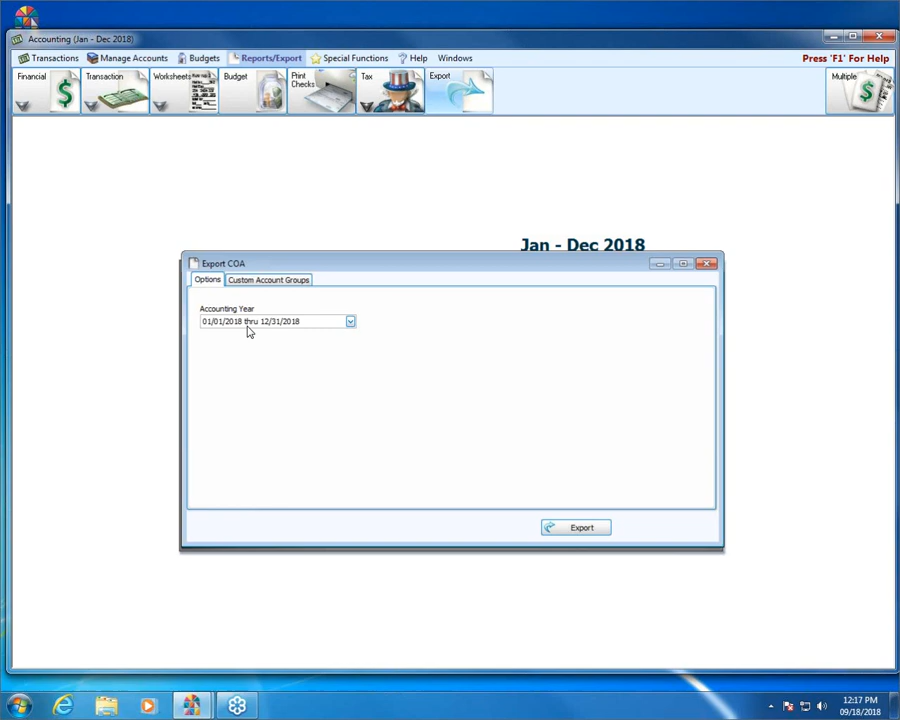 Accounting (Jan - Dec 2018)
Transactions Manage Accounts Budgets Reports/Export Special Functions Help Windows Press 'F1' For Help
Financial Transaction Worksheets Budget Print Checks Tax Export Multiple
Jan - Dec 2018
Export COA
Options Custom Account Groups
Accounting Year
01/01/2018 thru 12/31/2018
Export
12:17 PM
09/18/2018